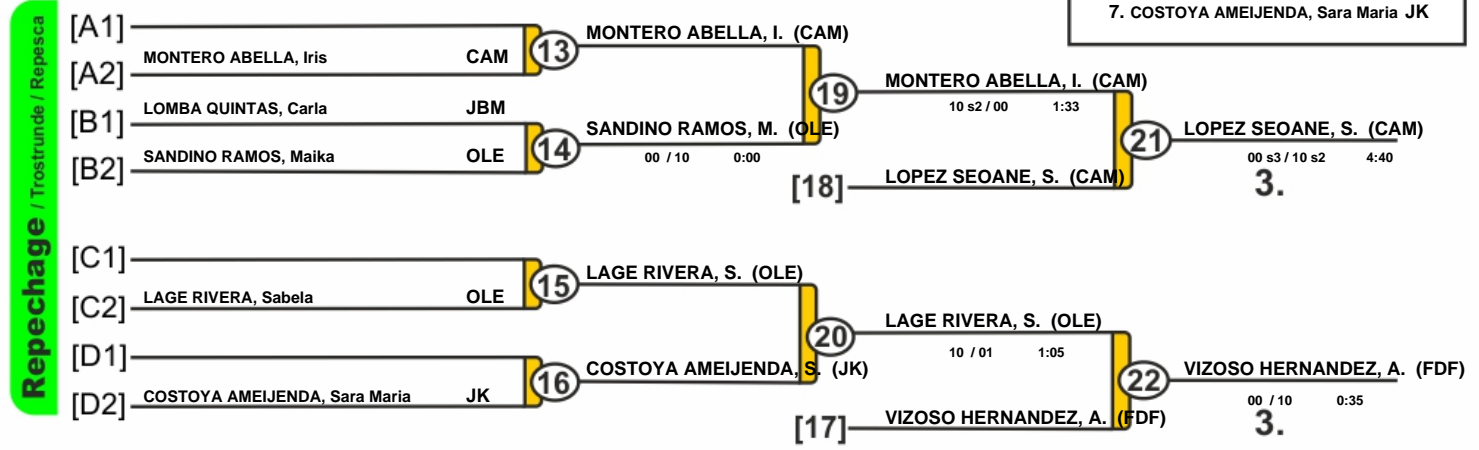 7. COSTOYA AMEIJENDA, Sara Maria JK
Repechage / Trostrunde / Repesca
[A1]
MONTERO ABELLA, Iris CAM
[A2]
13
MONTERO ABELLA, I. (CAM)
LOMBA QUINTAS, Carla JBM
[B1]
SANDINO RAMOS, Maika OLE
[B2]
14
SANDINO RAMOS, M. (OLE)
00 / 10 0:00
19
MONTERO ABELLA, I. (CAM)
10 s2 / 00 1:33
[18]
LOPEZ SEOANE, S. (CAM)
21
LOPEZ SEOANE, S. (CAM)
00 s3 / 10 s2 4:40
3.
[C1]
LAGE RIVERA, Sabela OLE
[C2]
15
LAGE RIVERA, S. (OLE)
[D1]
COSTOYA AMEIJENDA, Sara Maria JK
[D2]
16
COSTOYA AMEIJENDA, S. (JK)
20
LAGE RIVERA, S. (OLE)
10 / 01 1:05
[17]
VIZOSO HERNANDEZ, A. (FDF)
22
VIZOSO HERNANDEZ, A. (FDF)
00 / 10 0:35
3.